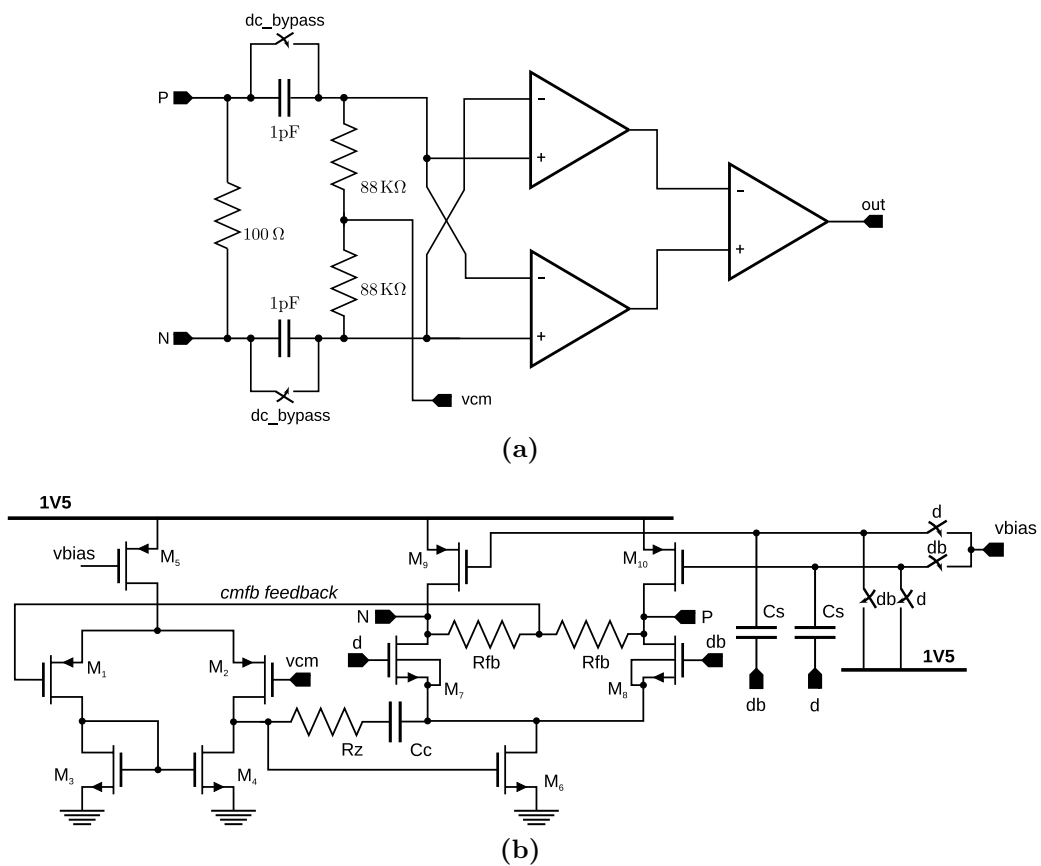 dc_bypass
P
1pF
88 KΩ
100 Ω
88 KΩ
1pF
N
dc_bypass
vcm
-
+
-
+
-
+
out
(a)
1V5
vbias
M5
cmfb feedback
M9
M10
N
P
d
db
Rfb
Rfb
M7
M8
M1
M2
vcm
Rz
Cc
M3
M4
M6
d
db
vbias
db
d
Cs
Cs
1V5
db
d
(b)